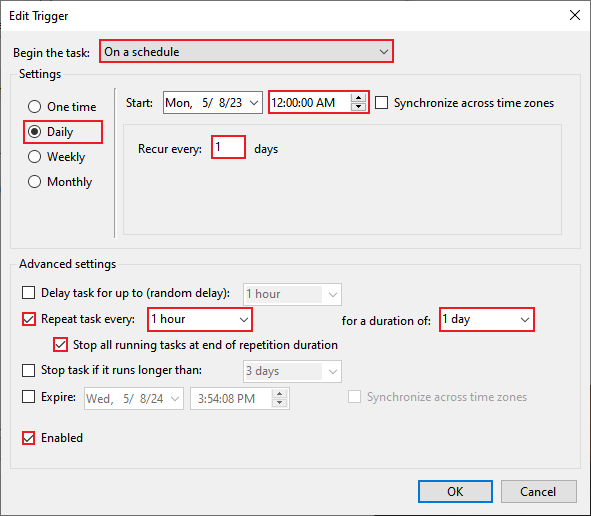 Edit Trigger
Begin the task: On a schedule
Settings
One time
Start: Mon, 5/ 8/23 12:00:00 AM Synchronize across time zones
Daily
Recur every: 1 days
Weekly
Monthly
Advanced settings
Delay task for up to (random delay): 1 hour
Repeat task every: 1 hour for a duration of: 1 day
Stop all running tasks at end of repetition duration
Stop task if it runs longer than: 3 days
Expire: Wed, 5/ 8/24 3:54:08 PM Synchronize across time zones
Enabled
OK Cancel